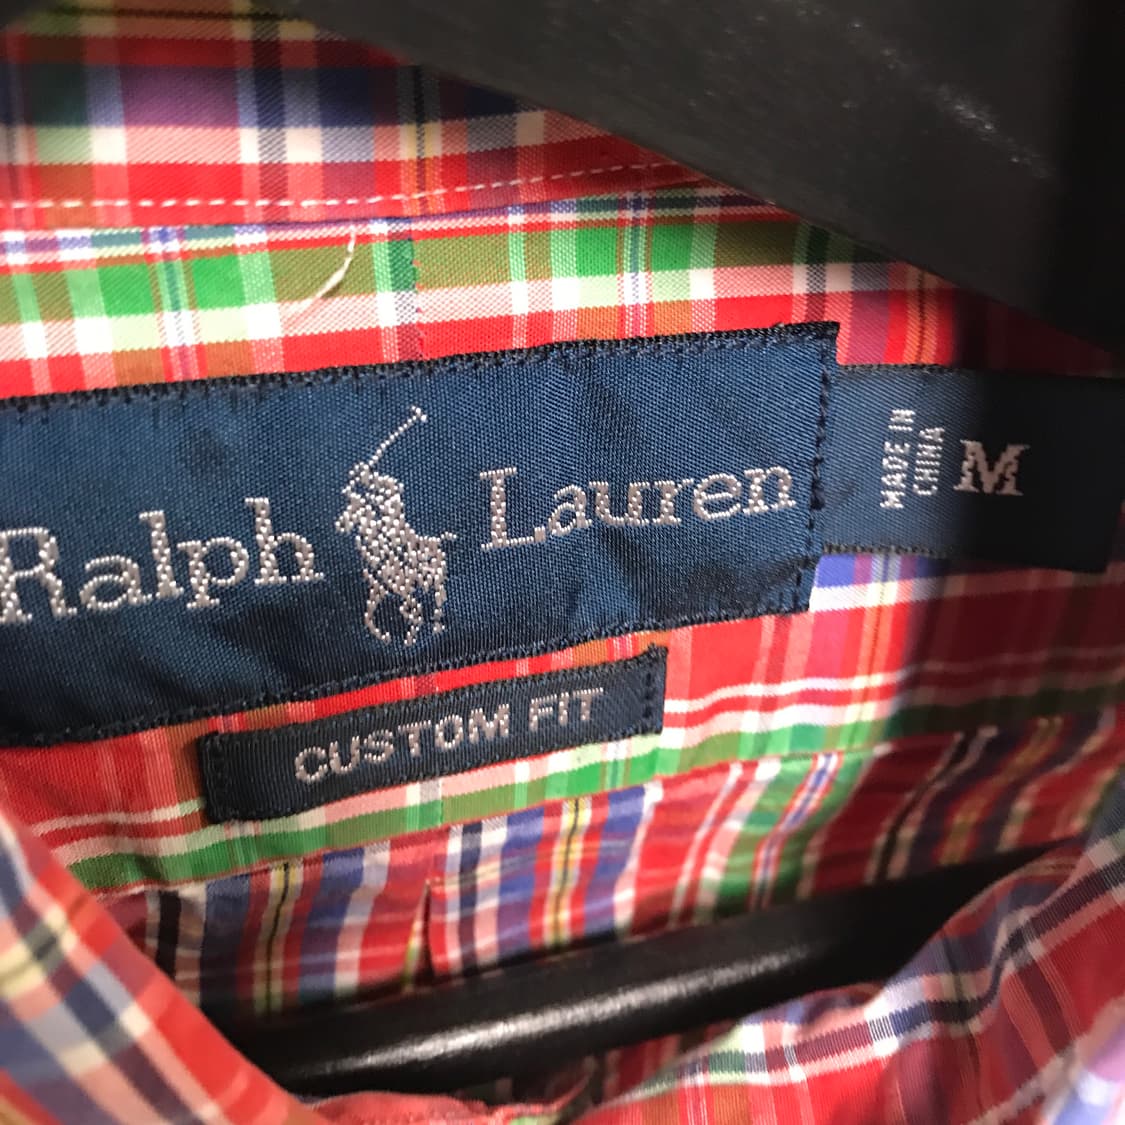 Ralph Lauren
MADE IN
CHINA
M
CUSTOM FIT